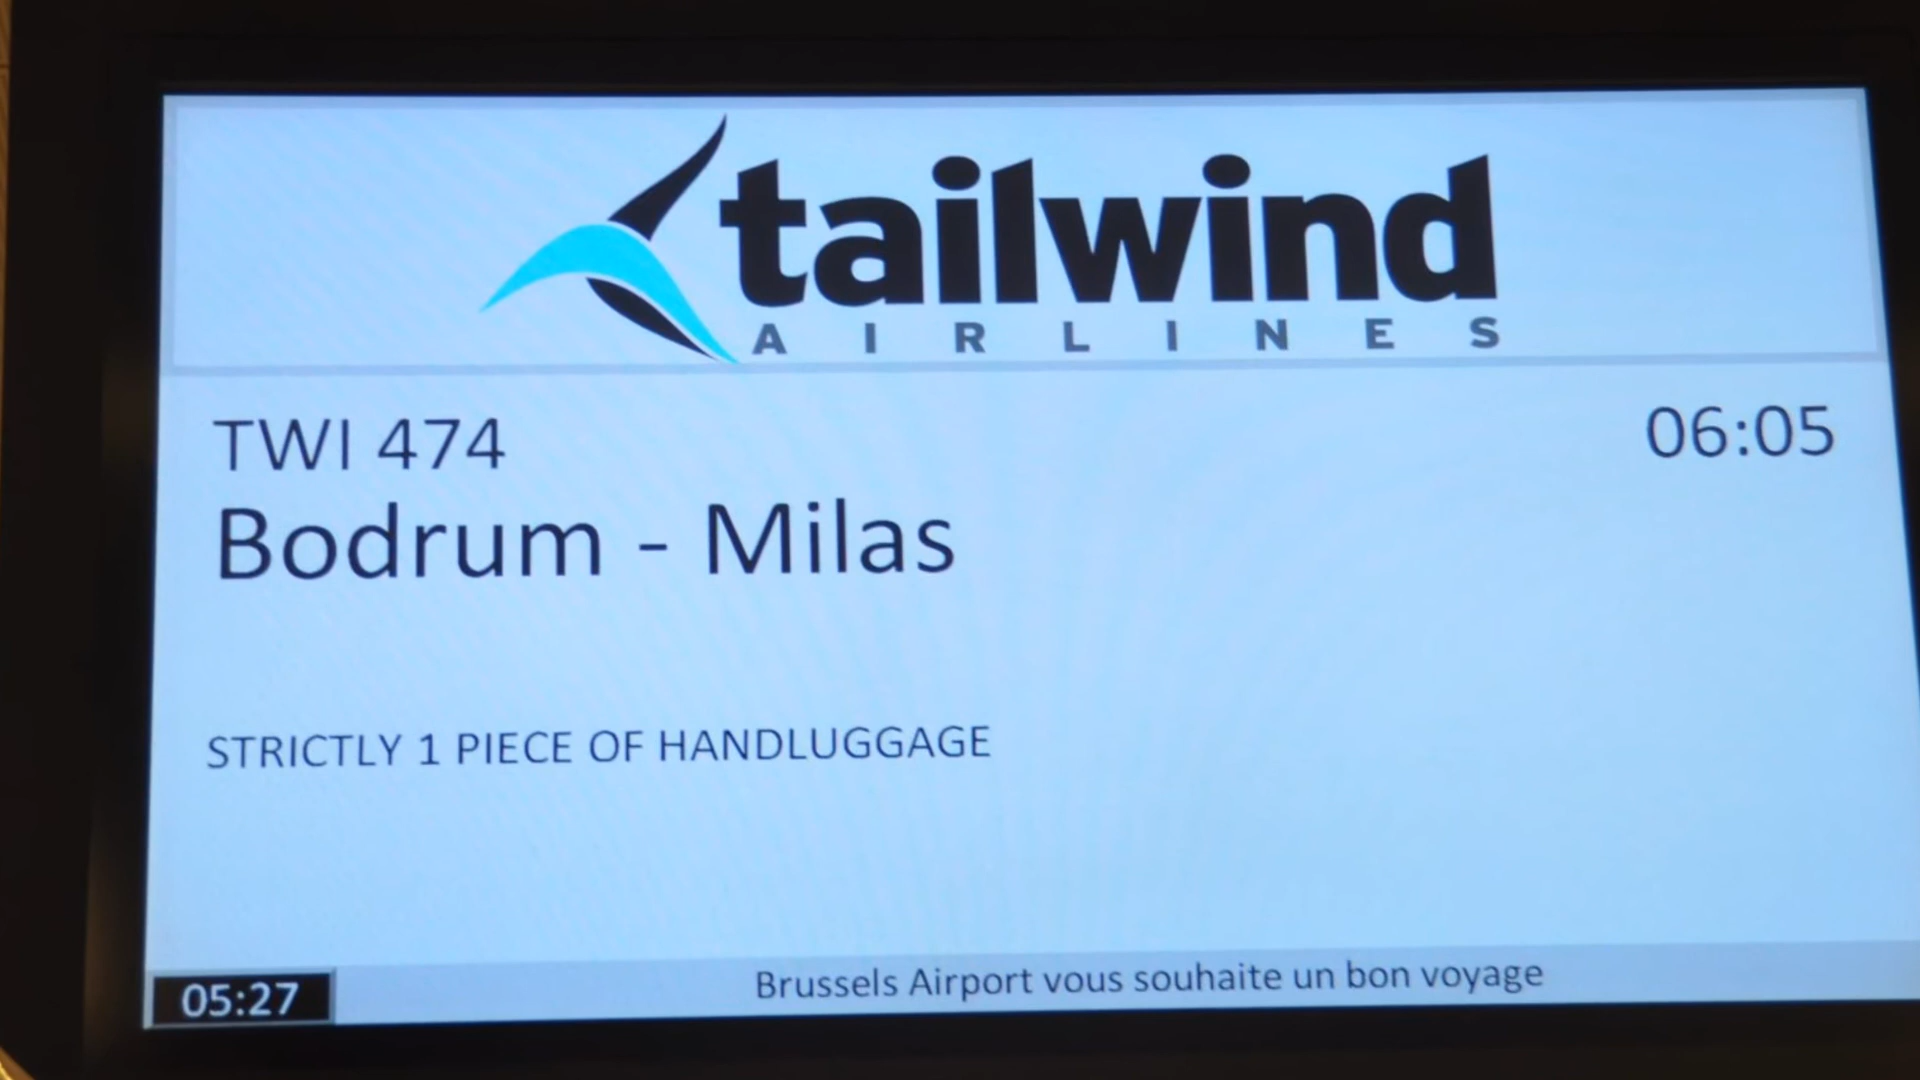 tailwind
AIRLINES
TWI 474
06:05
Bodrum - Milas
STRICTLY 1 PIECE OF HANDLUGGAGE
05:27
Brussels Airport vous souhaite un bon voyage